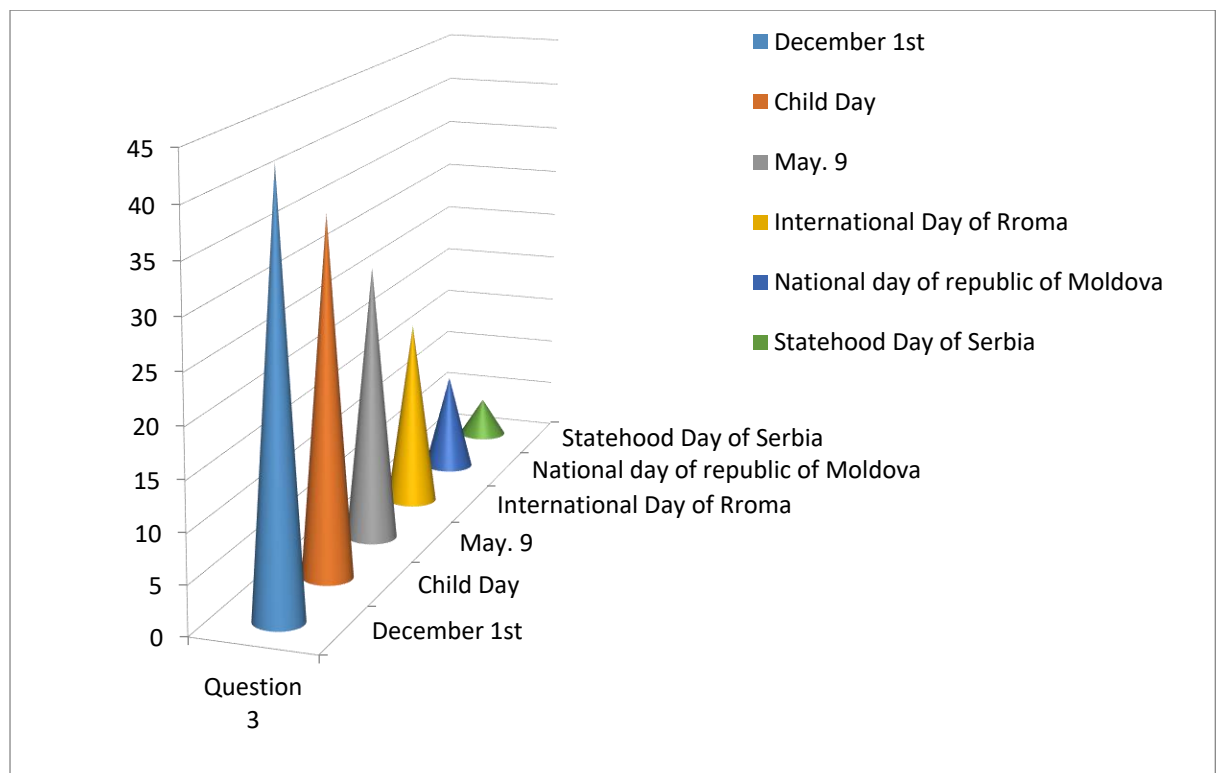 December 1st
Child Day
May. 9
International Day of Rroma
National day of republic of Moldova
Statehood Day of Serbia
45
40
35
30
25
20
15
10
5
0
Statehood Day of Serbia
National day of republic of Moldova
International Day of Rroma
May. 9
Child Day
December 1st
Question
3